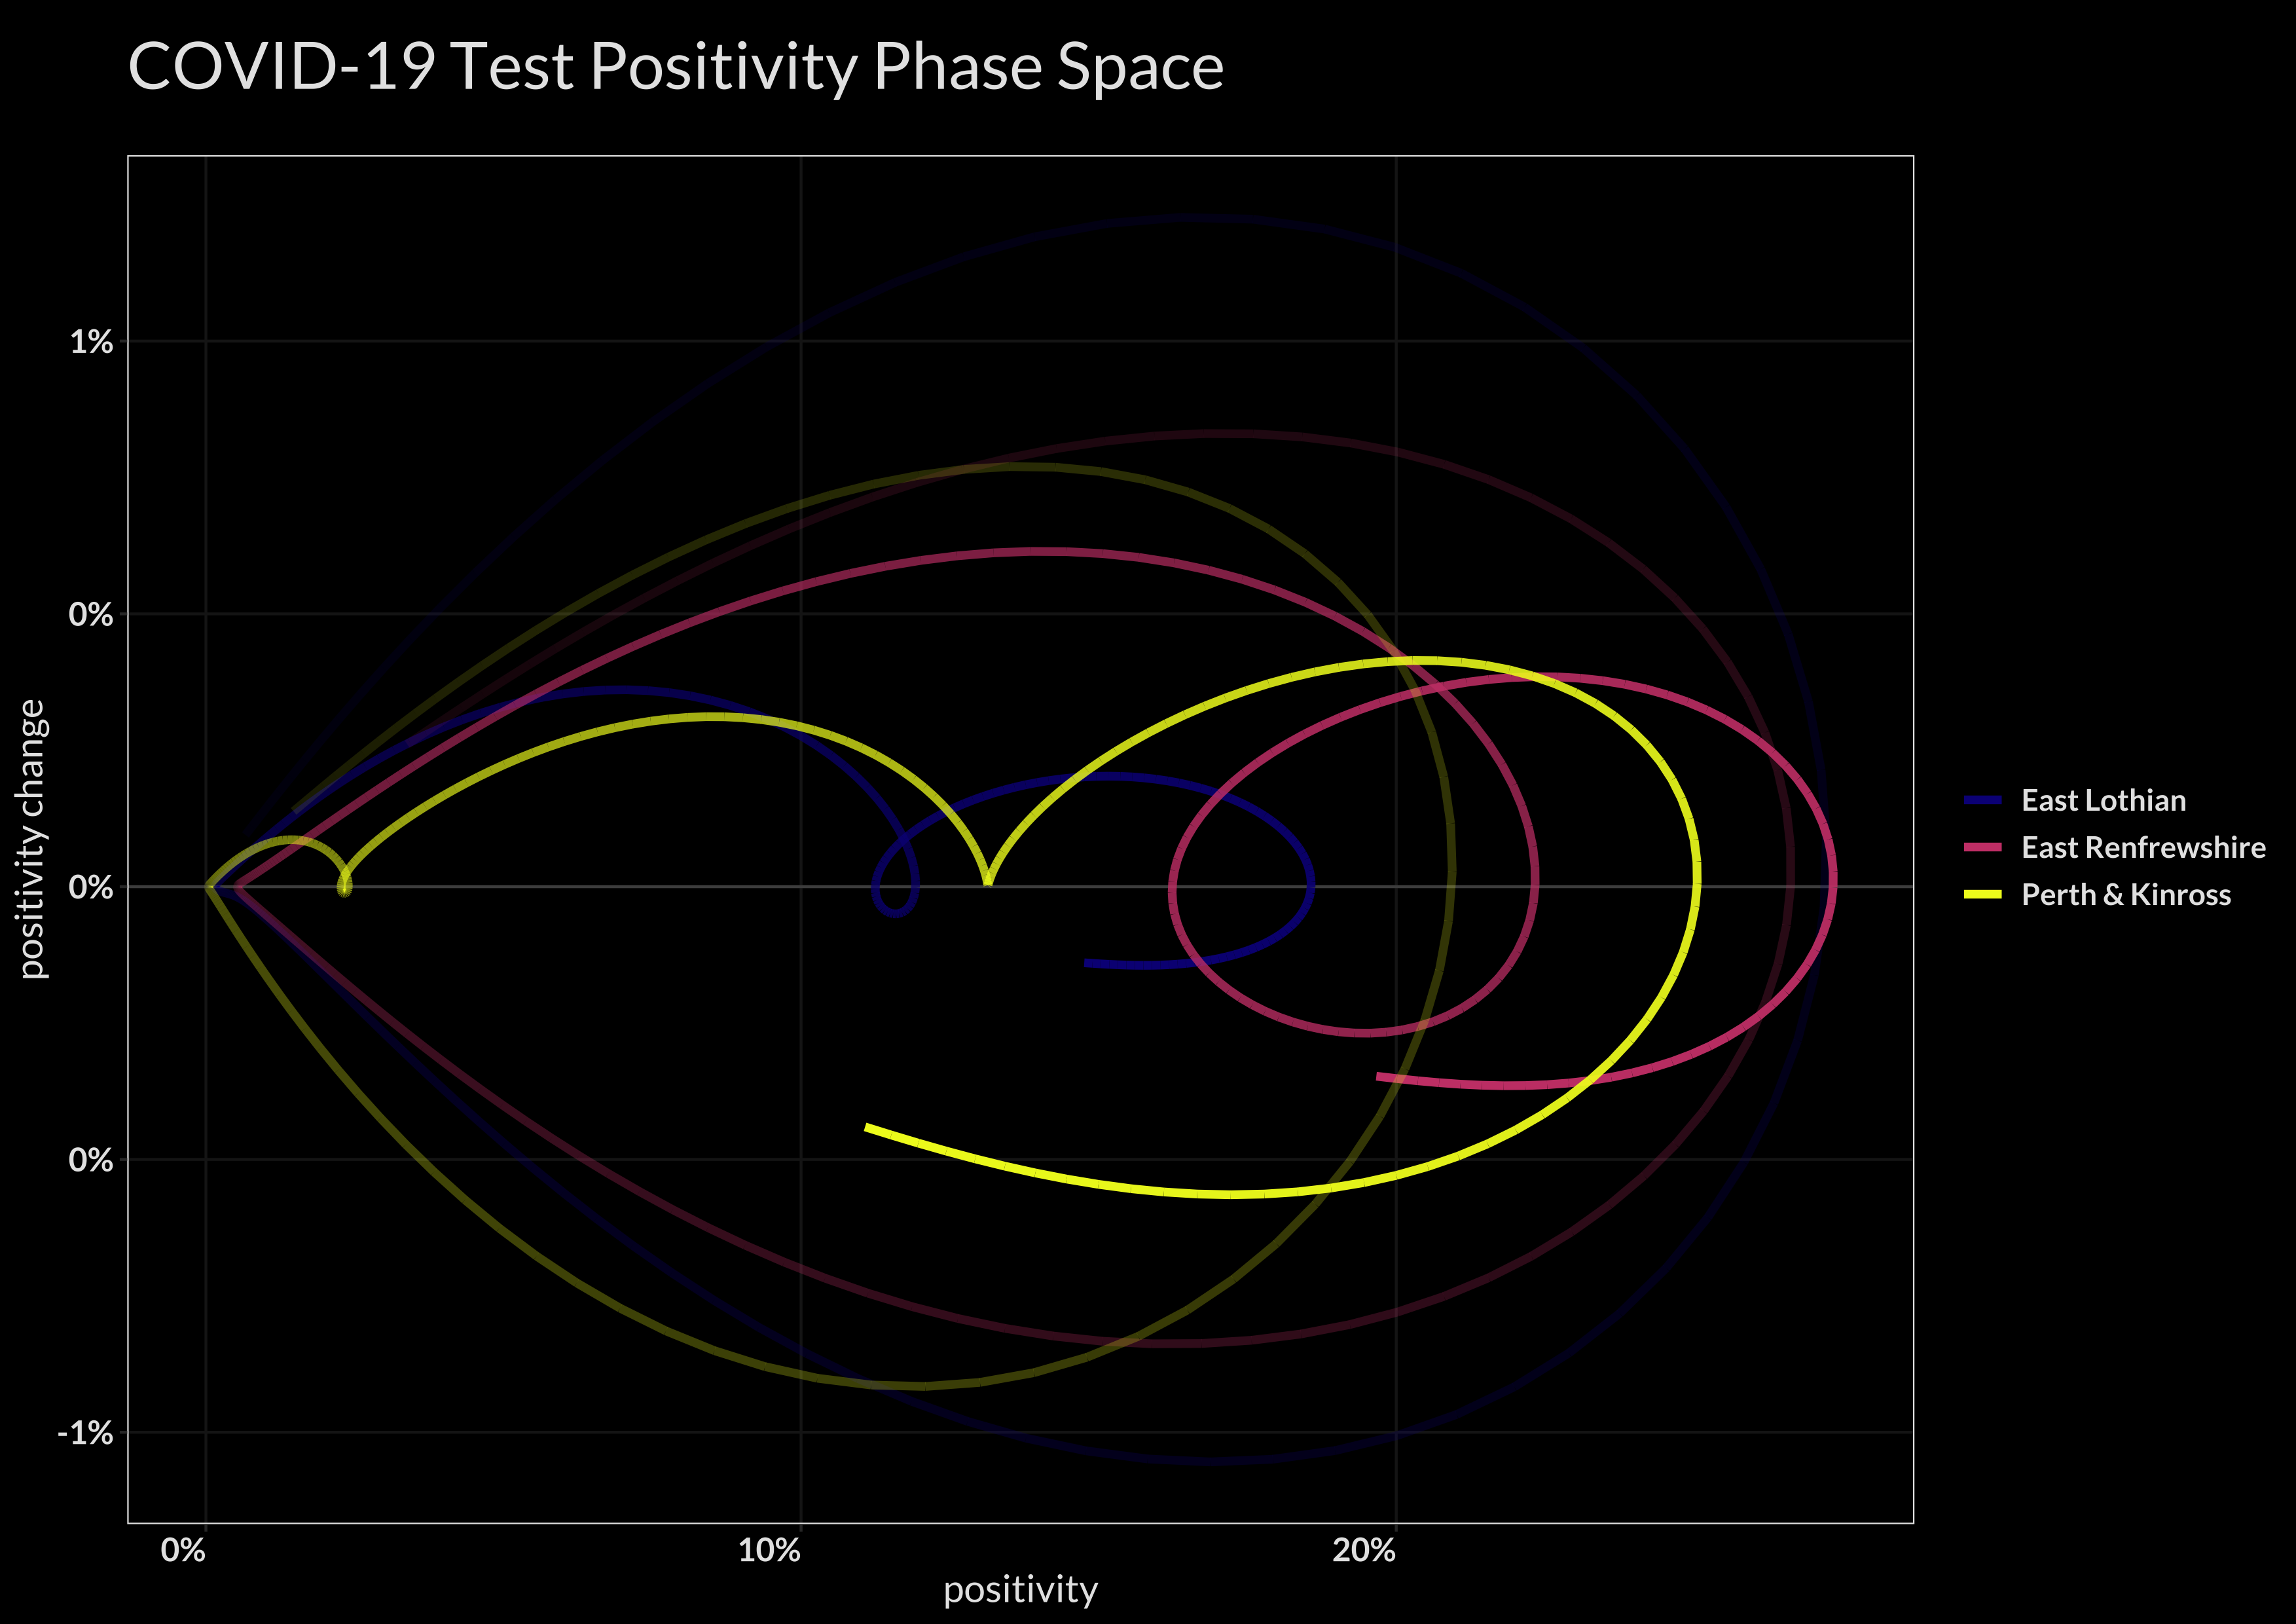 COVID-19 Test Positivity Phase Space
positivity change
1%
0%
0%
0%
-1%
0%
10%
20%
positivity
East Lothian
East Renfrewshire
Perth & Kinross